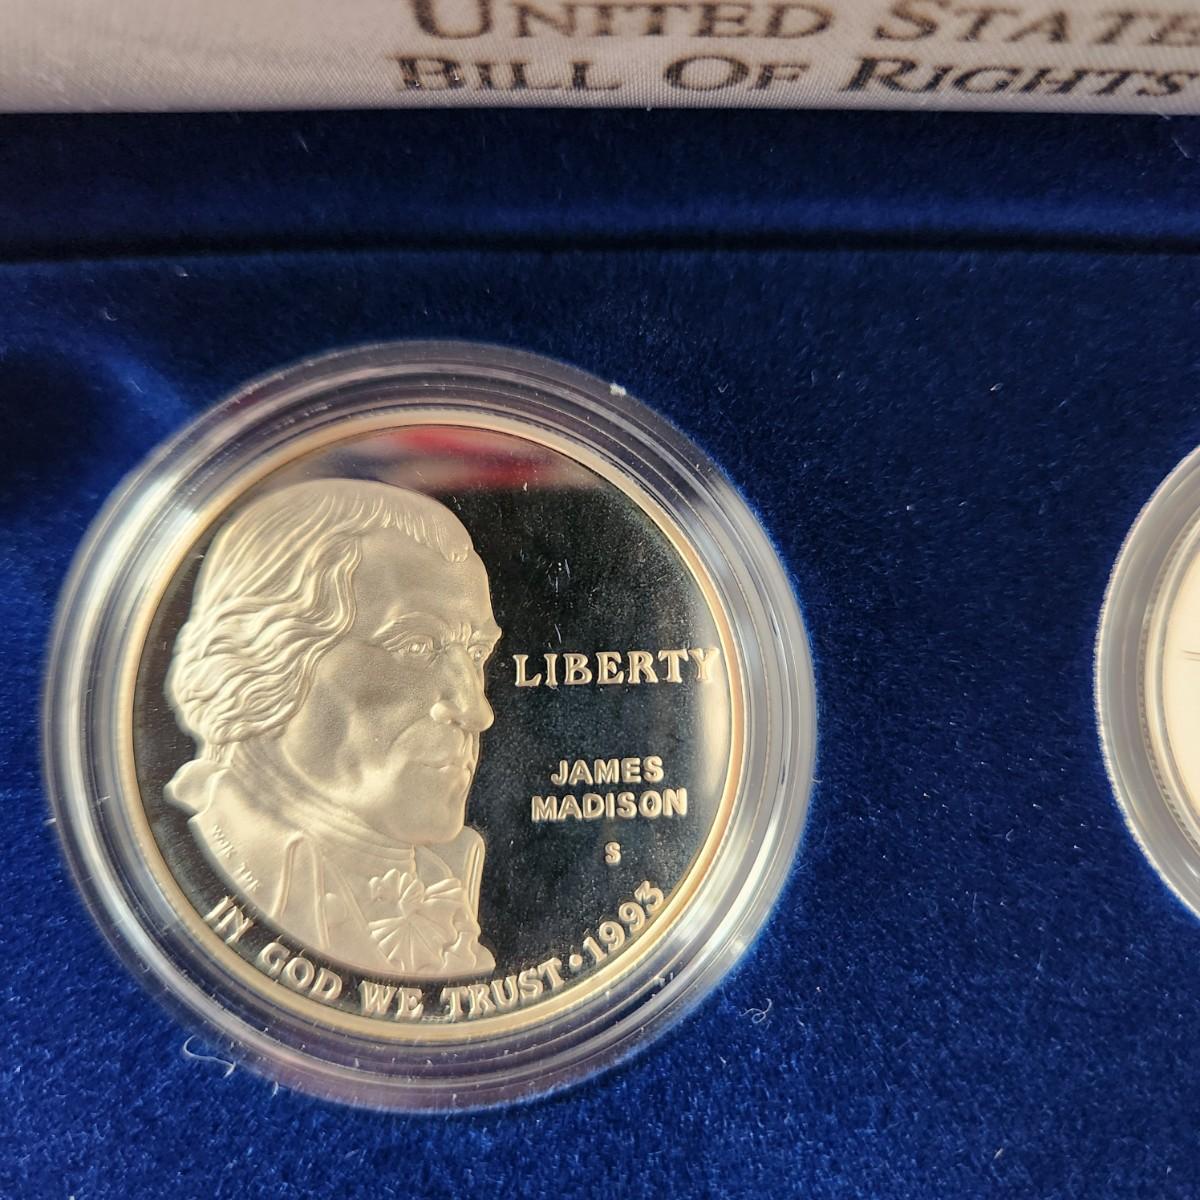 UNITED STATE
BILL OF RIGHTS
LIBERTY
JAMES
MADISON
S
IN GOD WE TRUST · 1993